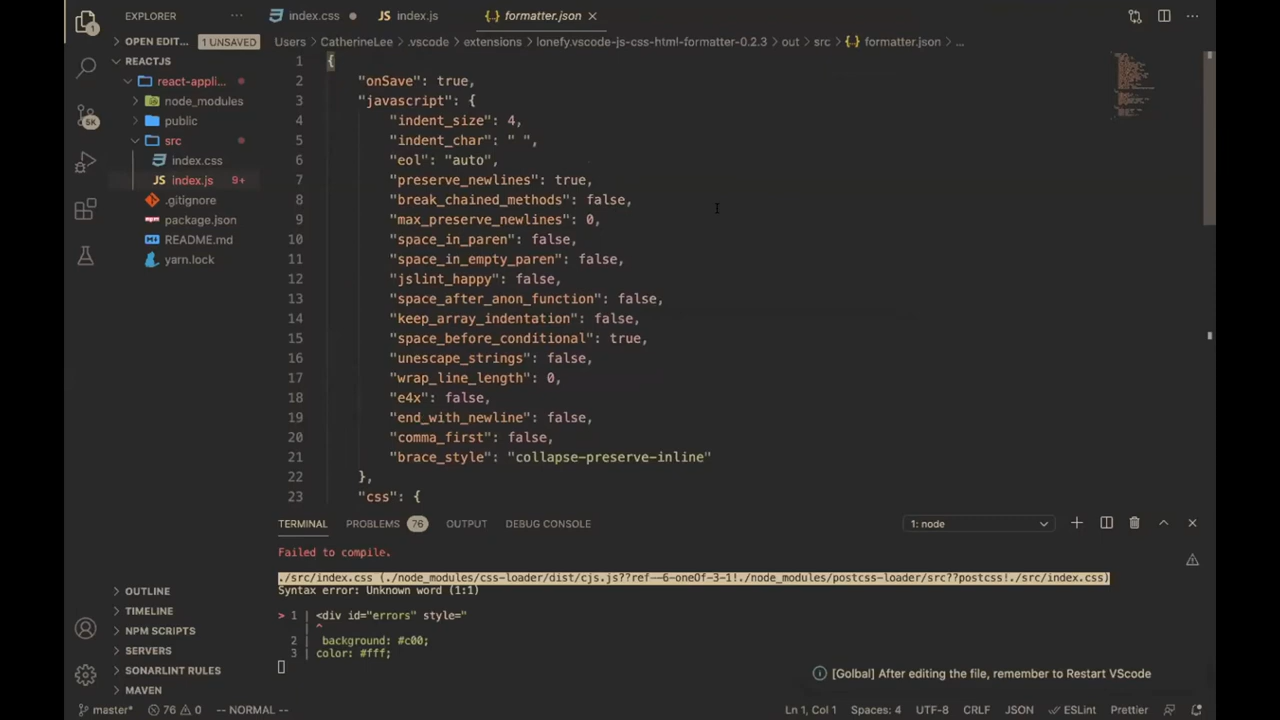 EXPLORER
index.css
index.js
formatter.json
OPEN EDIT... 1 UNSAVED
Users > CatherineLee > .vscode > extensions > lonefy.vscode-js-css-html-formatter-0.2.3 > out > src > {..} formatter.json > ...
REACTJS
react-appli...
node_modules
public
src
index.css
JS index.js 9+
.gitignore
package.json
README.md
yarn.lock
5K
1
1 {
2 "onSave": true,
3 "javascript": {
4 "indent_size": 4,
5 "indent_char": " ",
6 "eol": "auto",
7 "preserve_newlines": true,
8 "break_chained_methods": false,
9 "max_preserve_newlines": 0,
10 "space_in_paren": false,
11 "space_in_empty_paren": false,
12 "jslint_happy": false,
13 "space_after_anon_function": false,
14 "keep_array_indentation": false,
15 "space_before_conditional": true,
16 "unescape_strings": false,
17 "wrap_line_length": 0,
18 "e4x": false,
19 "end_with_newline": false,
20 "comma_first": false,
21 "brace_style": "collapse-preserve-inline"
22 },
23 "css": {
TERMINAL PROBLEMS 76 OUTPUT DEBUG CONSOLE 1: node
Failed to compile.
./src/index.css (./node_modules/css-loader/dist/cjs.js??ref--6-oneOf-3-1!./node_modules/postcss-loader/src??postcss!./src/index.css)
Syntax error: Unknown word (1:1)
> 1 | <div id="errors" style="
| ^
2 | background: #c00;
3 | color: #fff;
OUTLINE
TIMELINE
NPM SCRIPTS
SERVERS
SONARLINT RULES
MAVEN
[Golbal] After editing the file, remember to Restart VScode
master* 76 0 -- NORMAL -- Ln 1, Col 1 Spaces: 4 UTF-8 CRLF JSON ESLint Prettier